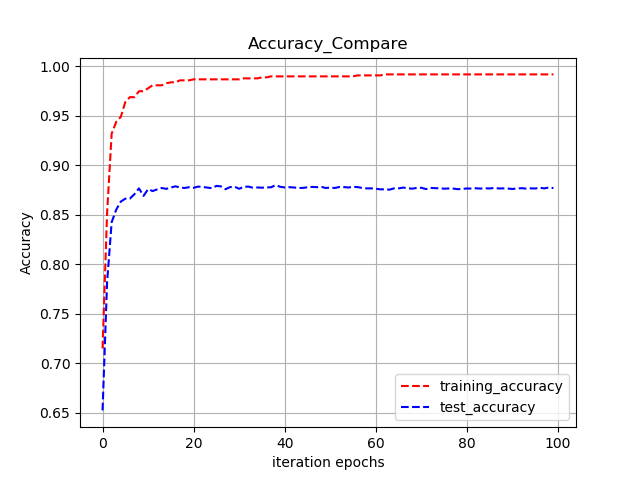 Accuracy_Compare
1.00
0.95
0.90
0.85
0.80
0.75
0.70
0.65
Accuracy
training_accuracy
test_accuracy
0 20 40 60 80 100
iteration epochs